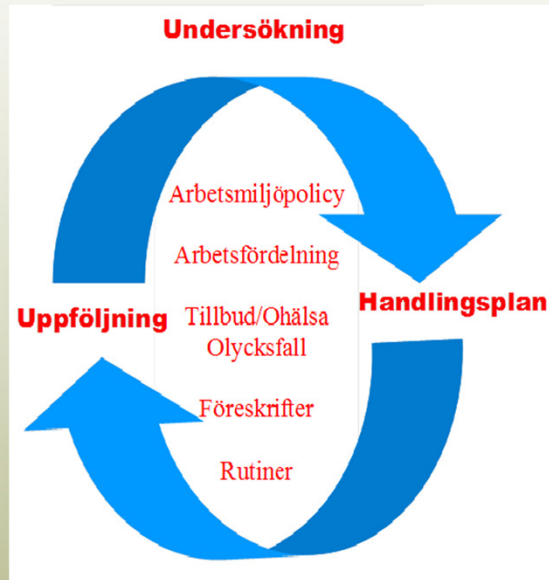 Undersökning
Arbetsmiljöpolicy
Arbetsfördelning
Uppföljning
Tillbud/Ohälsa
Olycksfall
Handlingsplan
Föreskrifter
Rutiner